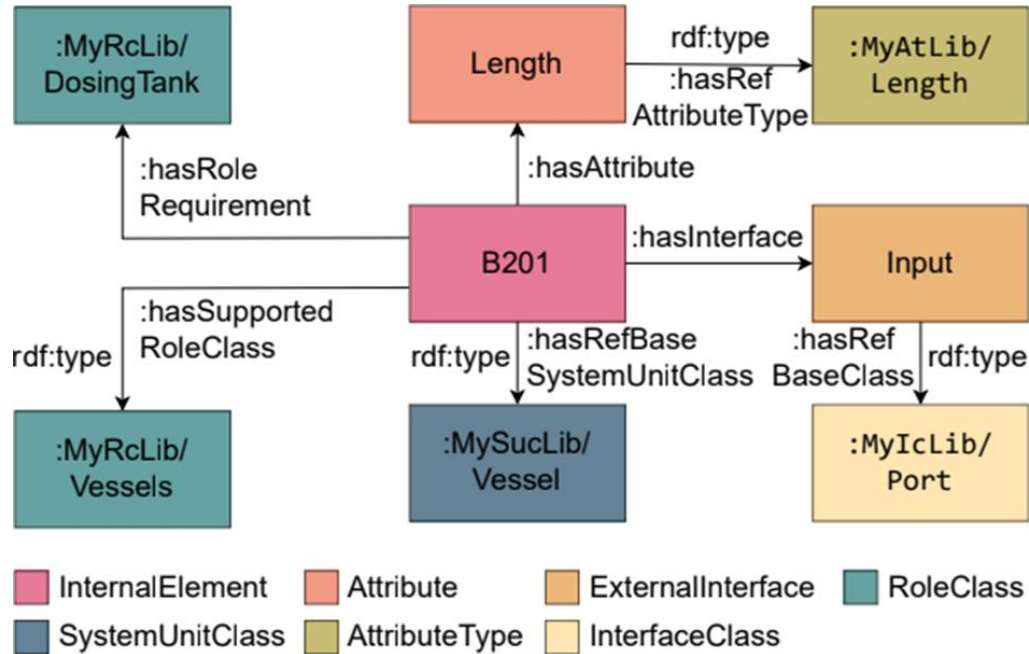 :MyRcLib/
DosingTank
Length
rdf:type
:hasRef
AttributeType
:MyAtLib/
Length
:hasRole
Requirement
:hasAttribute
B201
:hasInterface
Input
:hasSupported
RoleClass
rdf:type
rdf:type
:hasRefBase
SystemUnitClass
:hasRef
BaseClass
rdf:type
:MyRcLib/
Vessels
:MySucLib/
Vessel
:MyIcLib/
Port
InternalElement
Attribute
ExternalInterface
RoleClass
SystemUnitClass
AttributeType
InterfaceClass